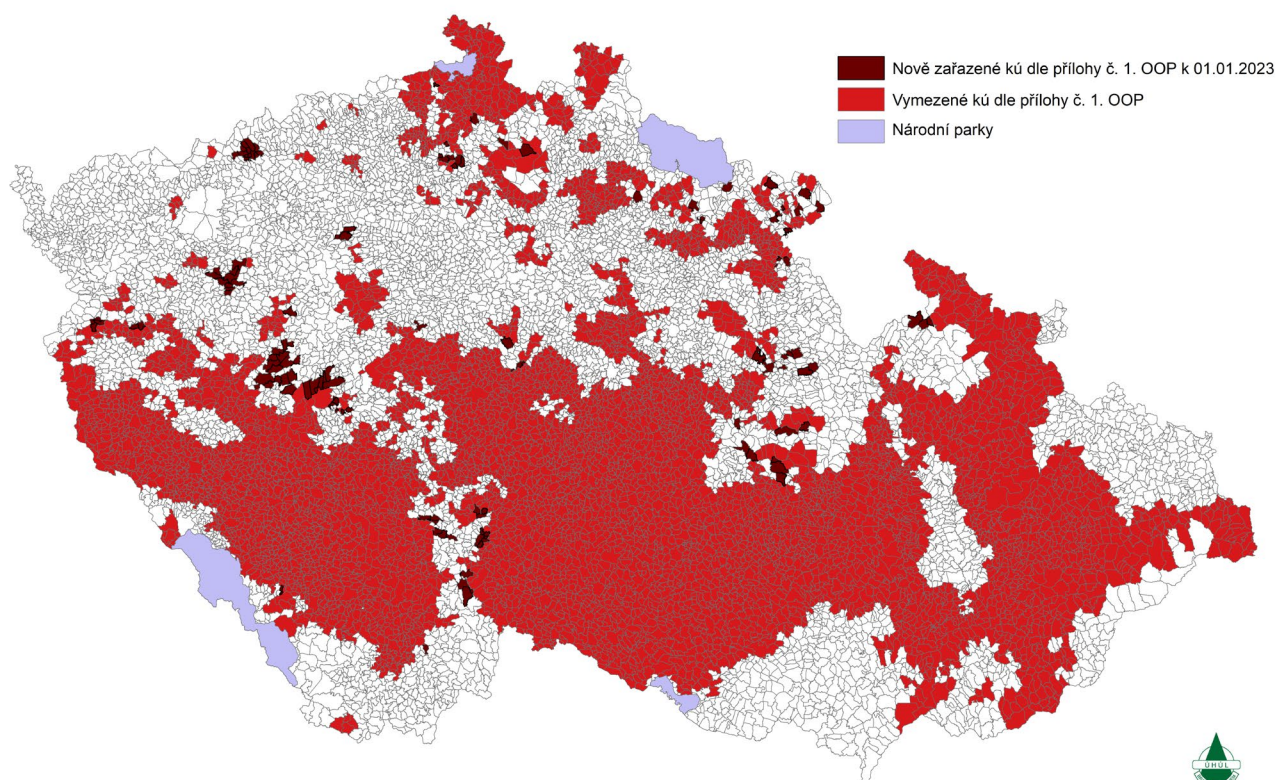 Nově zařazené kú dle přílohy č. 1. OOP k 01.01.2023
Vymezené kú dle přílohy č. 1. OOP
Národní parky
ÚHÚL